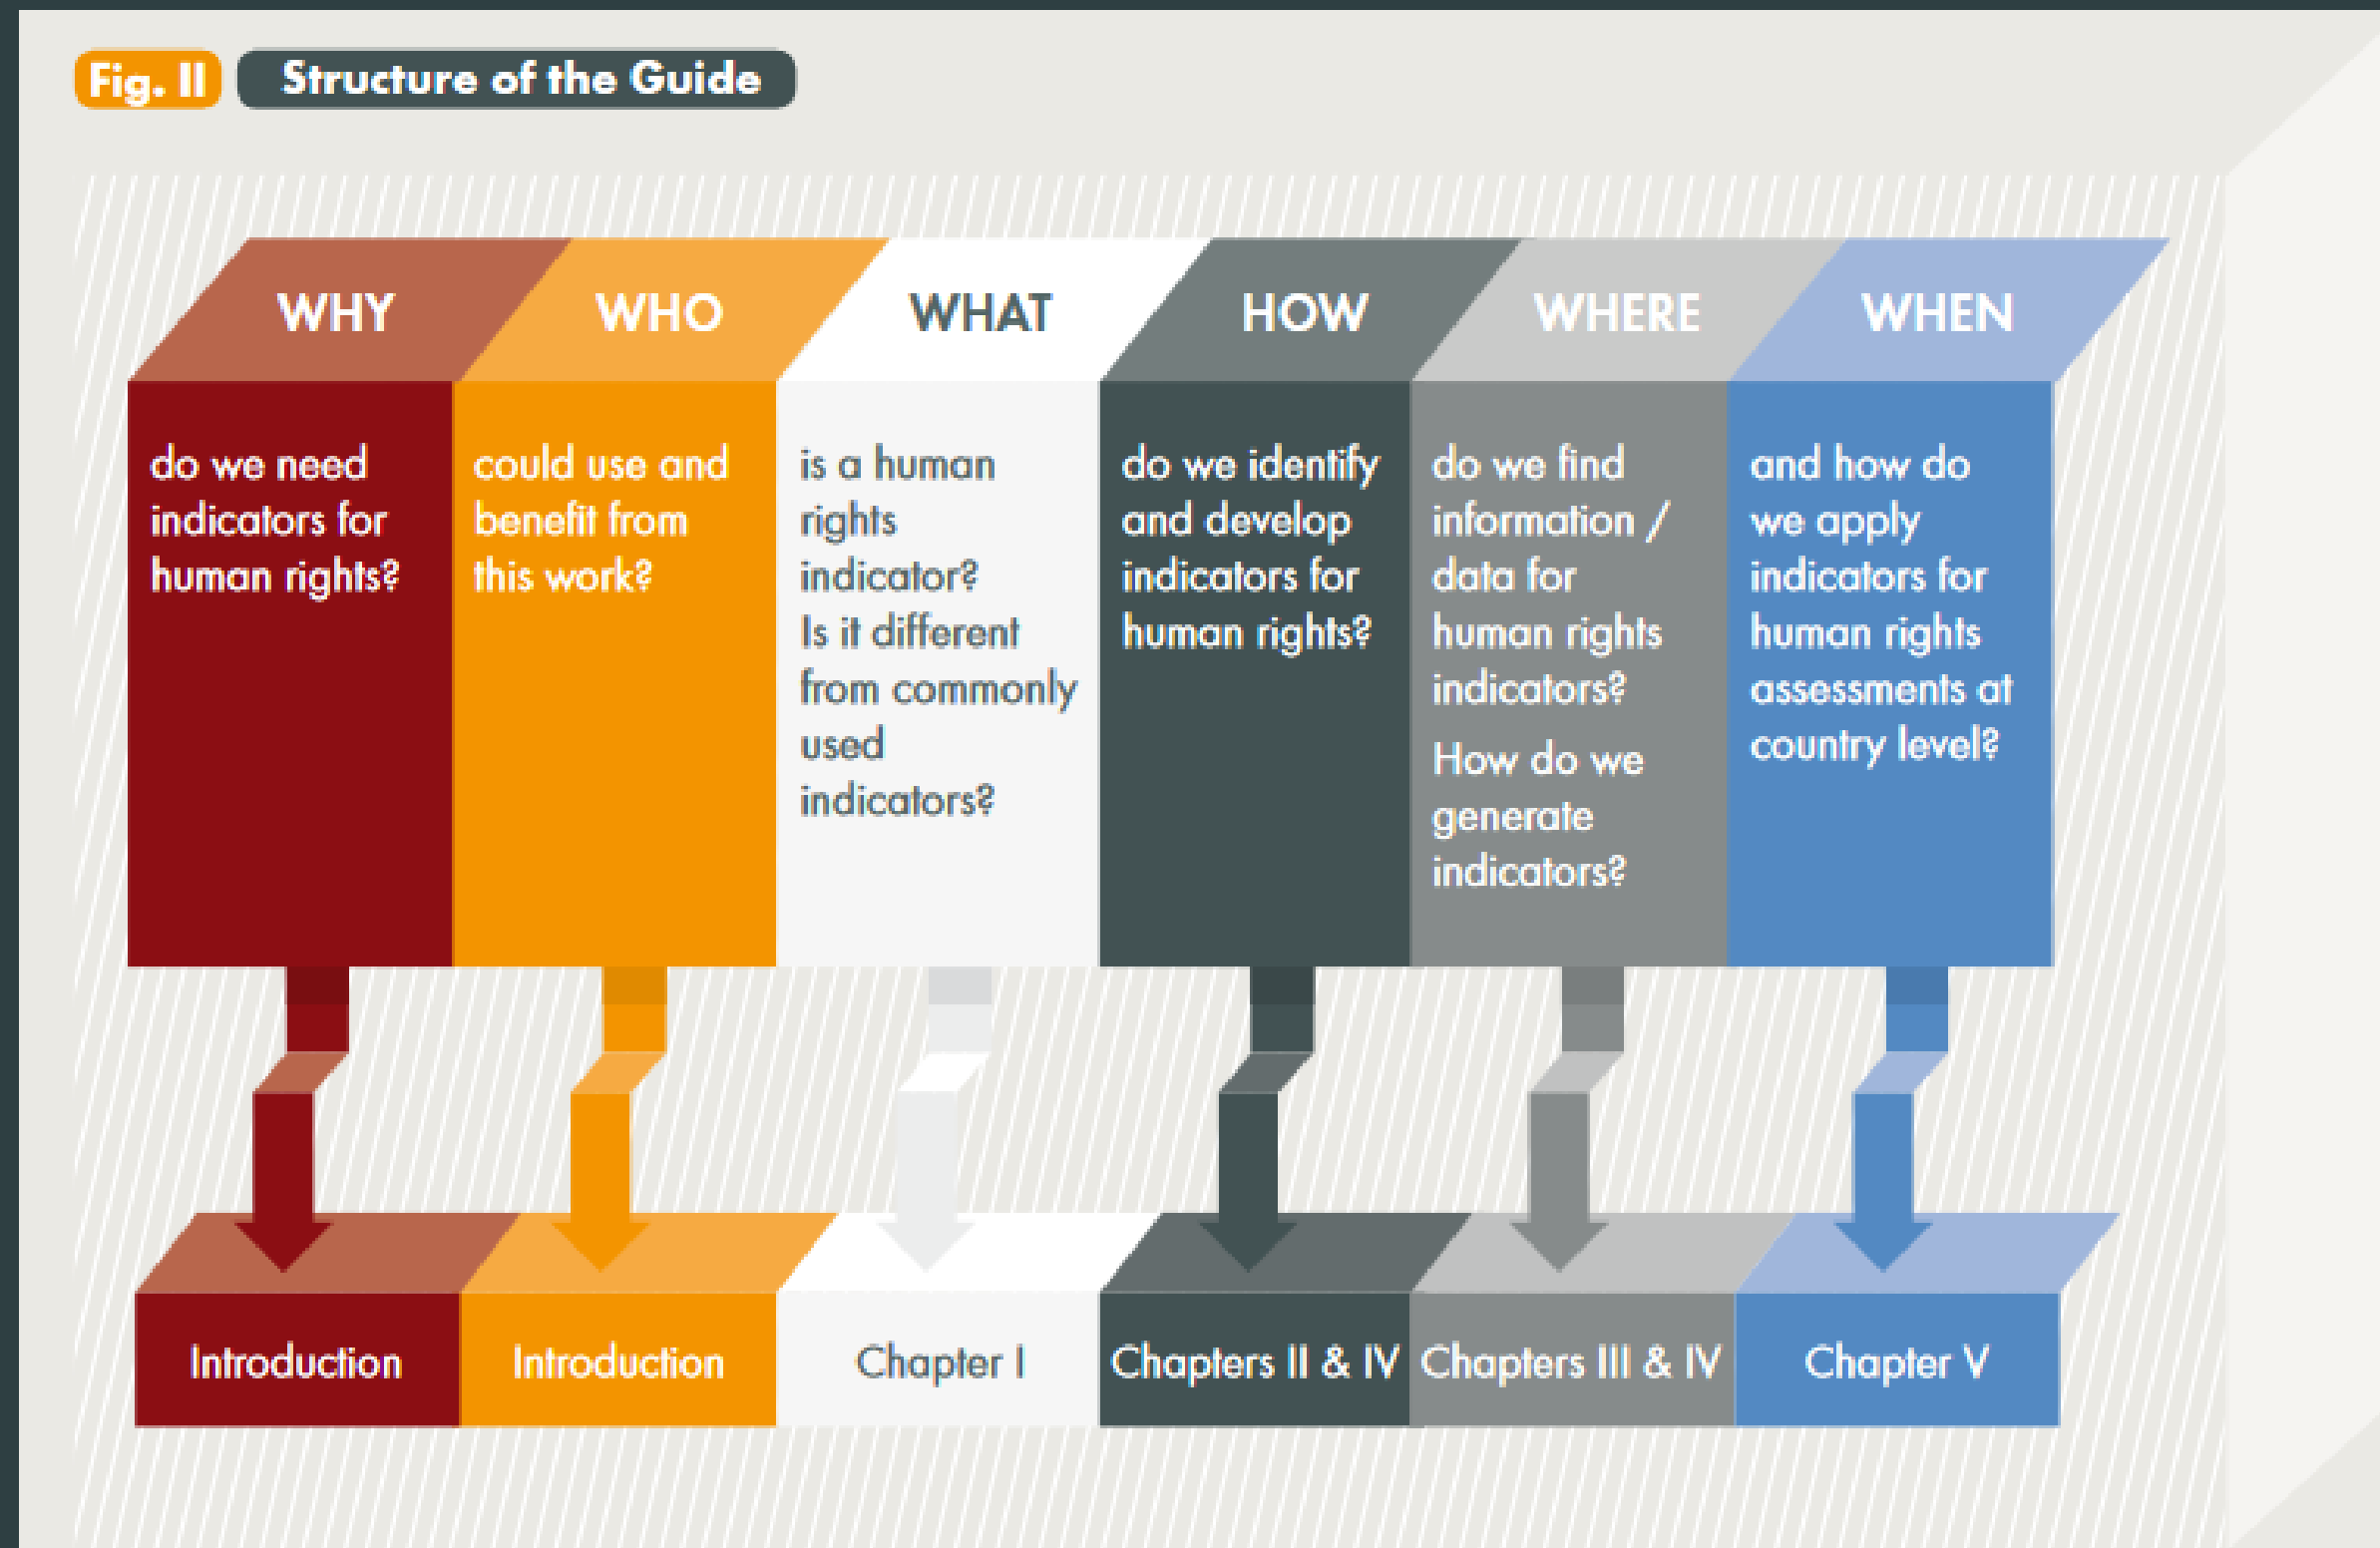 Fig. II
Structure of the Guide
WHY
do we need
indicators for
human rights?
WHO
could use and
benefit from
this work?
WHAT
is a human
rights
indicator?
Is it different
from commonly
used
indicators?
HOW
do we identify
and develop
indicators for
human rights?
WHERE
do we find
information /
data for
human rights
indicators?
How do we
generate
indicators?
WHEN
and how do
we apply
indicators for
human rights
assessments at
country level?
Introduction
Introduction
Chapter I
Chapters II & IV
Chapters III & IV
Chapter V